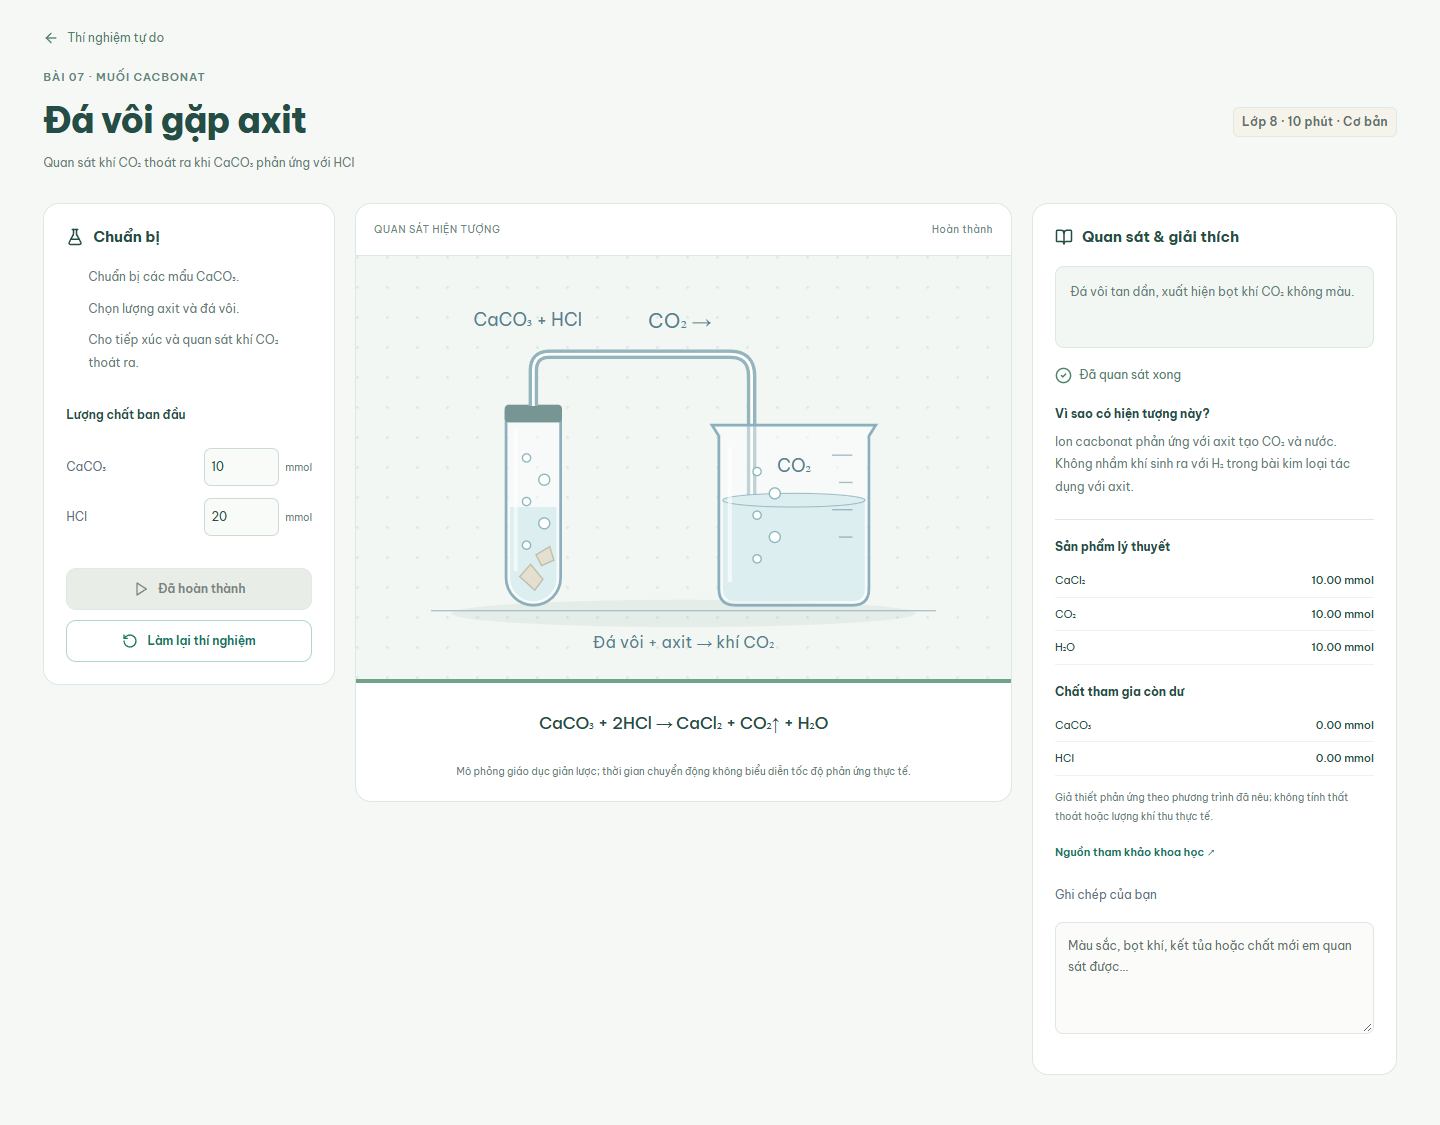 Thí nghiệm tự do
BÀI 07 · MUỐI CACBONAT
Đá vôi gặp axit
Lớp 8 · 10 phút · Cơ bản
Quan sát khí CO₂ thoát ra khi CaCO₃ phản ứng với HCl
Chuẩn bị
Chuẩn bị các mẩu CaCO₃.
Chọn lượng axit và đá vôi.
Cho tiếp xúc và quan sát khí CO₂
thoát ra.
Lượng chất ban đầu
CaCO₃ 10 mmol
HCl 20 mmol
Đã hoàn thành
Làm lại thí nghiệm
QUAN SÁT HIỆN TƯỢNG
Hoàn thành
CaCO₃ + HCl
CO₂ →
CO₂
Đá vôi + axit → khí CO₂
CaCO₃ + 2HCl → CaCl₂ + CO₂↑ + H₂O
Mô phỏng giáo dục giản lược; thời gian chuyển động không biểu diễn tốc độ phản ứng thực tế.
Quan sát & giải thích
Đá vôi tan dần, xuất hiện bọt khí CO₂ không màu.
Đã quan sát xong
Vì sao có hiện tượng này?
Ion cacbonat phản ứng với axit tạo CO₂ và nước.
Không nhầm khí sinh ra với H₂ trong bài kim loại tác
dụng với axit.
Sản phẩm lý thuyết
CaCl₂ 10.00 mmol
CO₂ 10.00 mmol
H₂O 10.00 mmol
Chất tham gia còn dư
CaCO₃ 0.00 mmol
HCl 0.00 mmol
Giả thiết phản ứng theo phương trình đã nêu; không tính thất
thoát hoặc lượng khí thu thực tế.
Nguồn tham khảo khoa học ↗
Ghi chép của bạn
Màu sắc, bọt khí, kết tủa hoặc chất mới em quan
sát được...